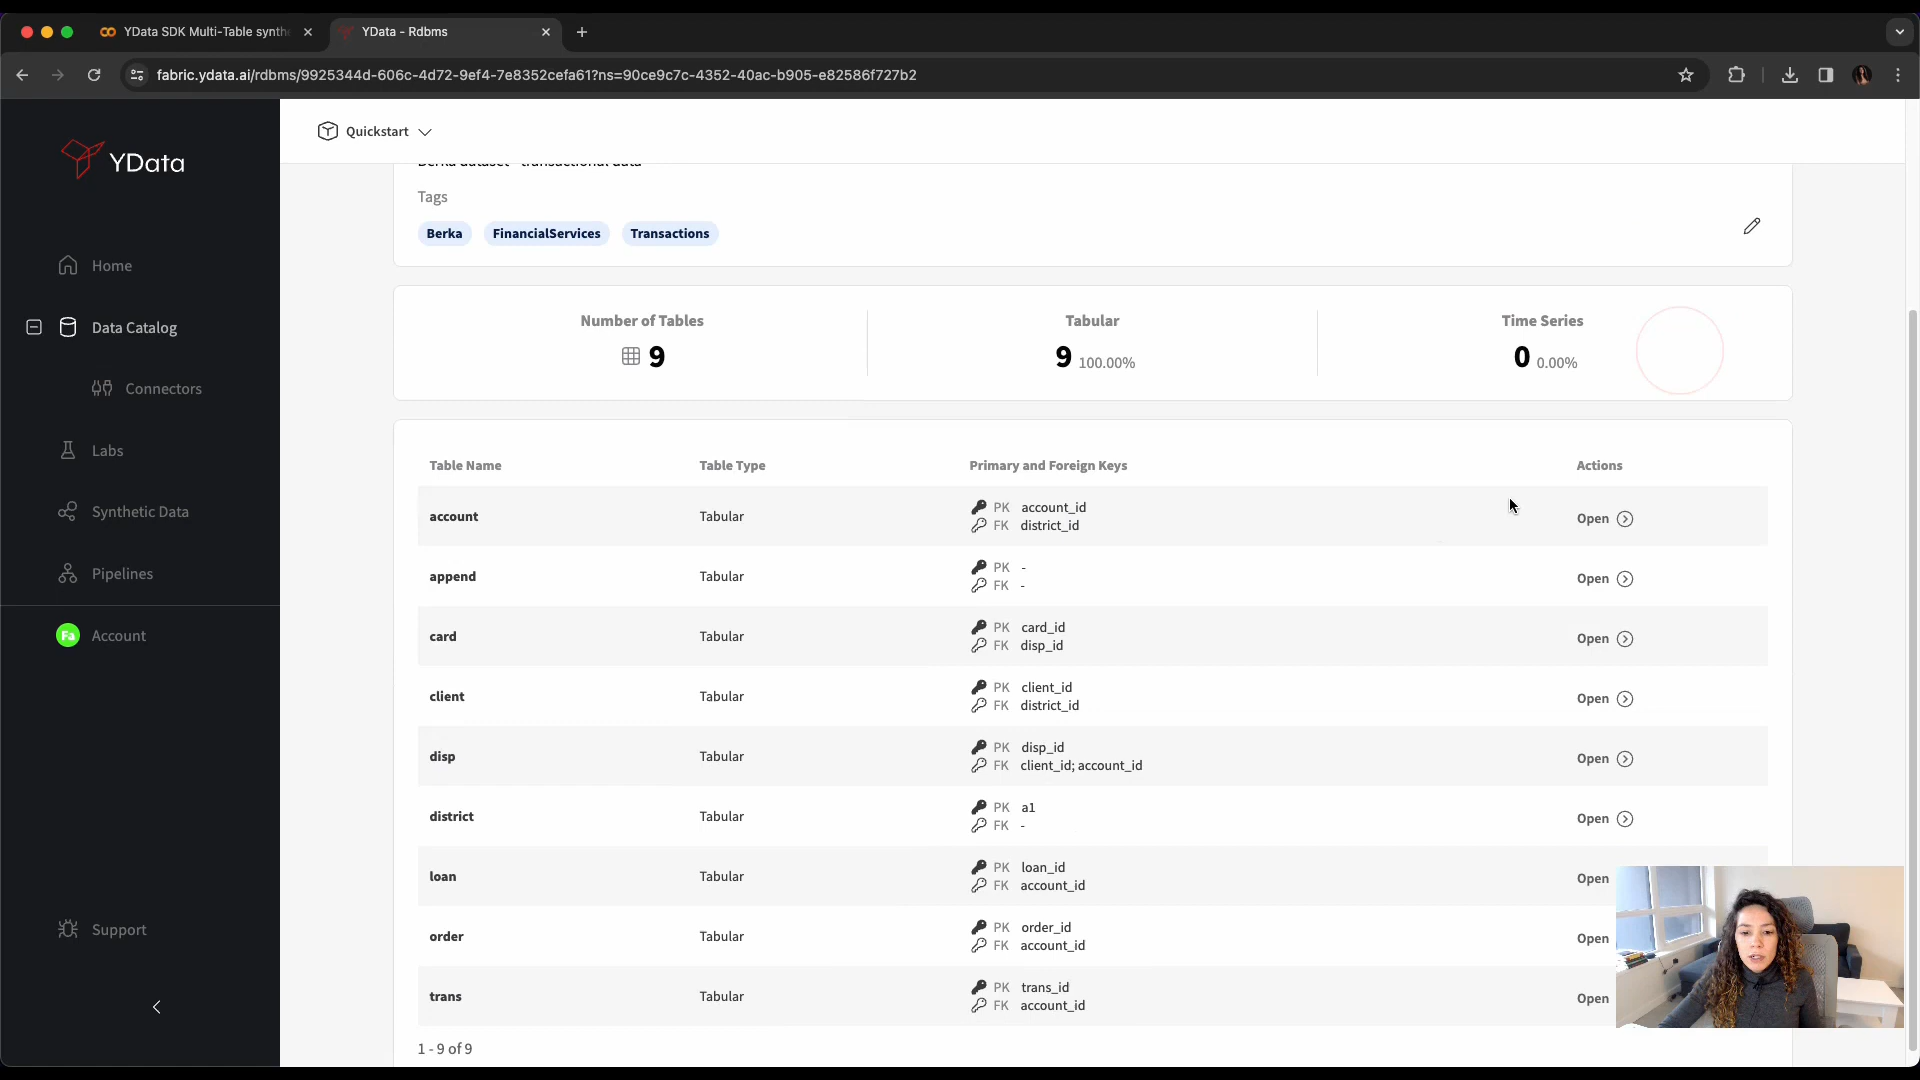 YData SDK Multi-Table synth
YData - Rdbms
fabric.ydata.ai/rdbms/9925344d-606c-4d72-9ef4-7e8352cefa61?ns=90ce9c7c-4352-40ac-b905-e82586f727b2
YData
Quickstart
Berka dataset - transactional data
Tags
Berka FinancialServices Transactions
Home
Data Catalog
Connectors
Labs
Synthetic Data
Pipelines
Fa Account
Support
Number of Tables
9
Tabular
9 100.00%
Time Series
0 0.00%
Table Name Table Type Primary and Foreign Keys Actions
account Tabular PK account_id Open
FK district_id
append Tabular PK - Open
FK -
card Tabular PK card_id Open
FK disp_id
client Tabular PK client_id Open
FK district_id
disp Tabular PK disp_id Open
FK client_id; account_id
district Tabular PK a1 Open
FK -
loan Tabular PK loan_id Open
FK account_id
order Tabular PK order_id Open
FK account_id
trans Tabular PK trans_id Open
FK account_id
1 - 9 of 9